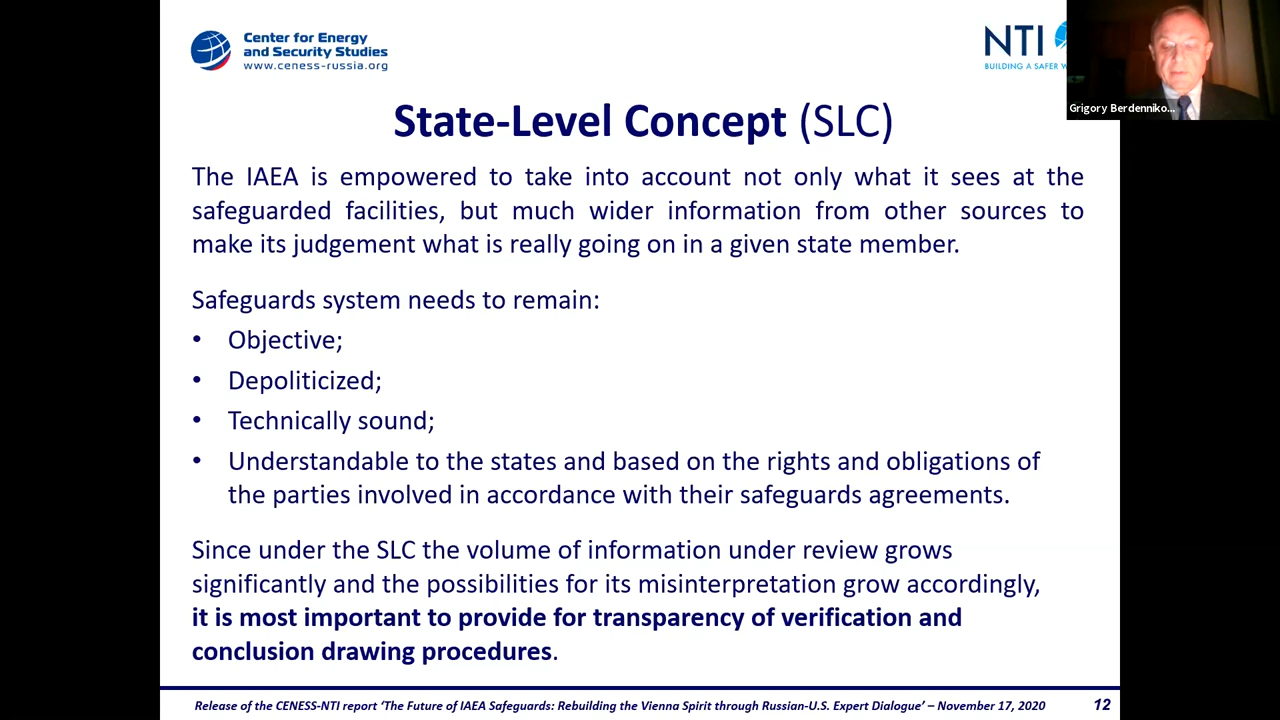 Center for Energy
and Security Studies
www.ceness-russia.org
NTI
BUILDING A SAFER
Grigory Berdenniko...
State-Level Concept (SLC)
The IAEA is empowered to take into account not only what it sees at the
safeguarded facilities, but much wider information from other sources to
make its judgement what is really going on in a given state member.
Safeguards system needs to remain:
• Objective;
• Depoliticized;
• Technically sound;
• Understandable to the states and based on the rights and obligations of
the parties involved in accordance with their safeguards agreements.
Since under the SLC the volume of information under review grows
significantly and the possibilities for its misinterpretation grow accordingly,
it is most important to provide for transparency of verification and
conclusion drawing procedures.
Release of the CENESS-NTI report ‘The Future of IAEA Safeguards: Rebuilding the Vienna Spirit through Russian-U.S. Expert Dialogue’ – November 17, 2020
12